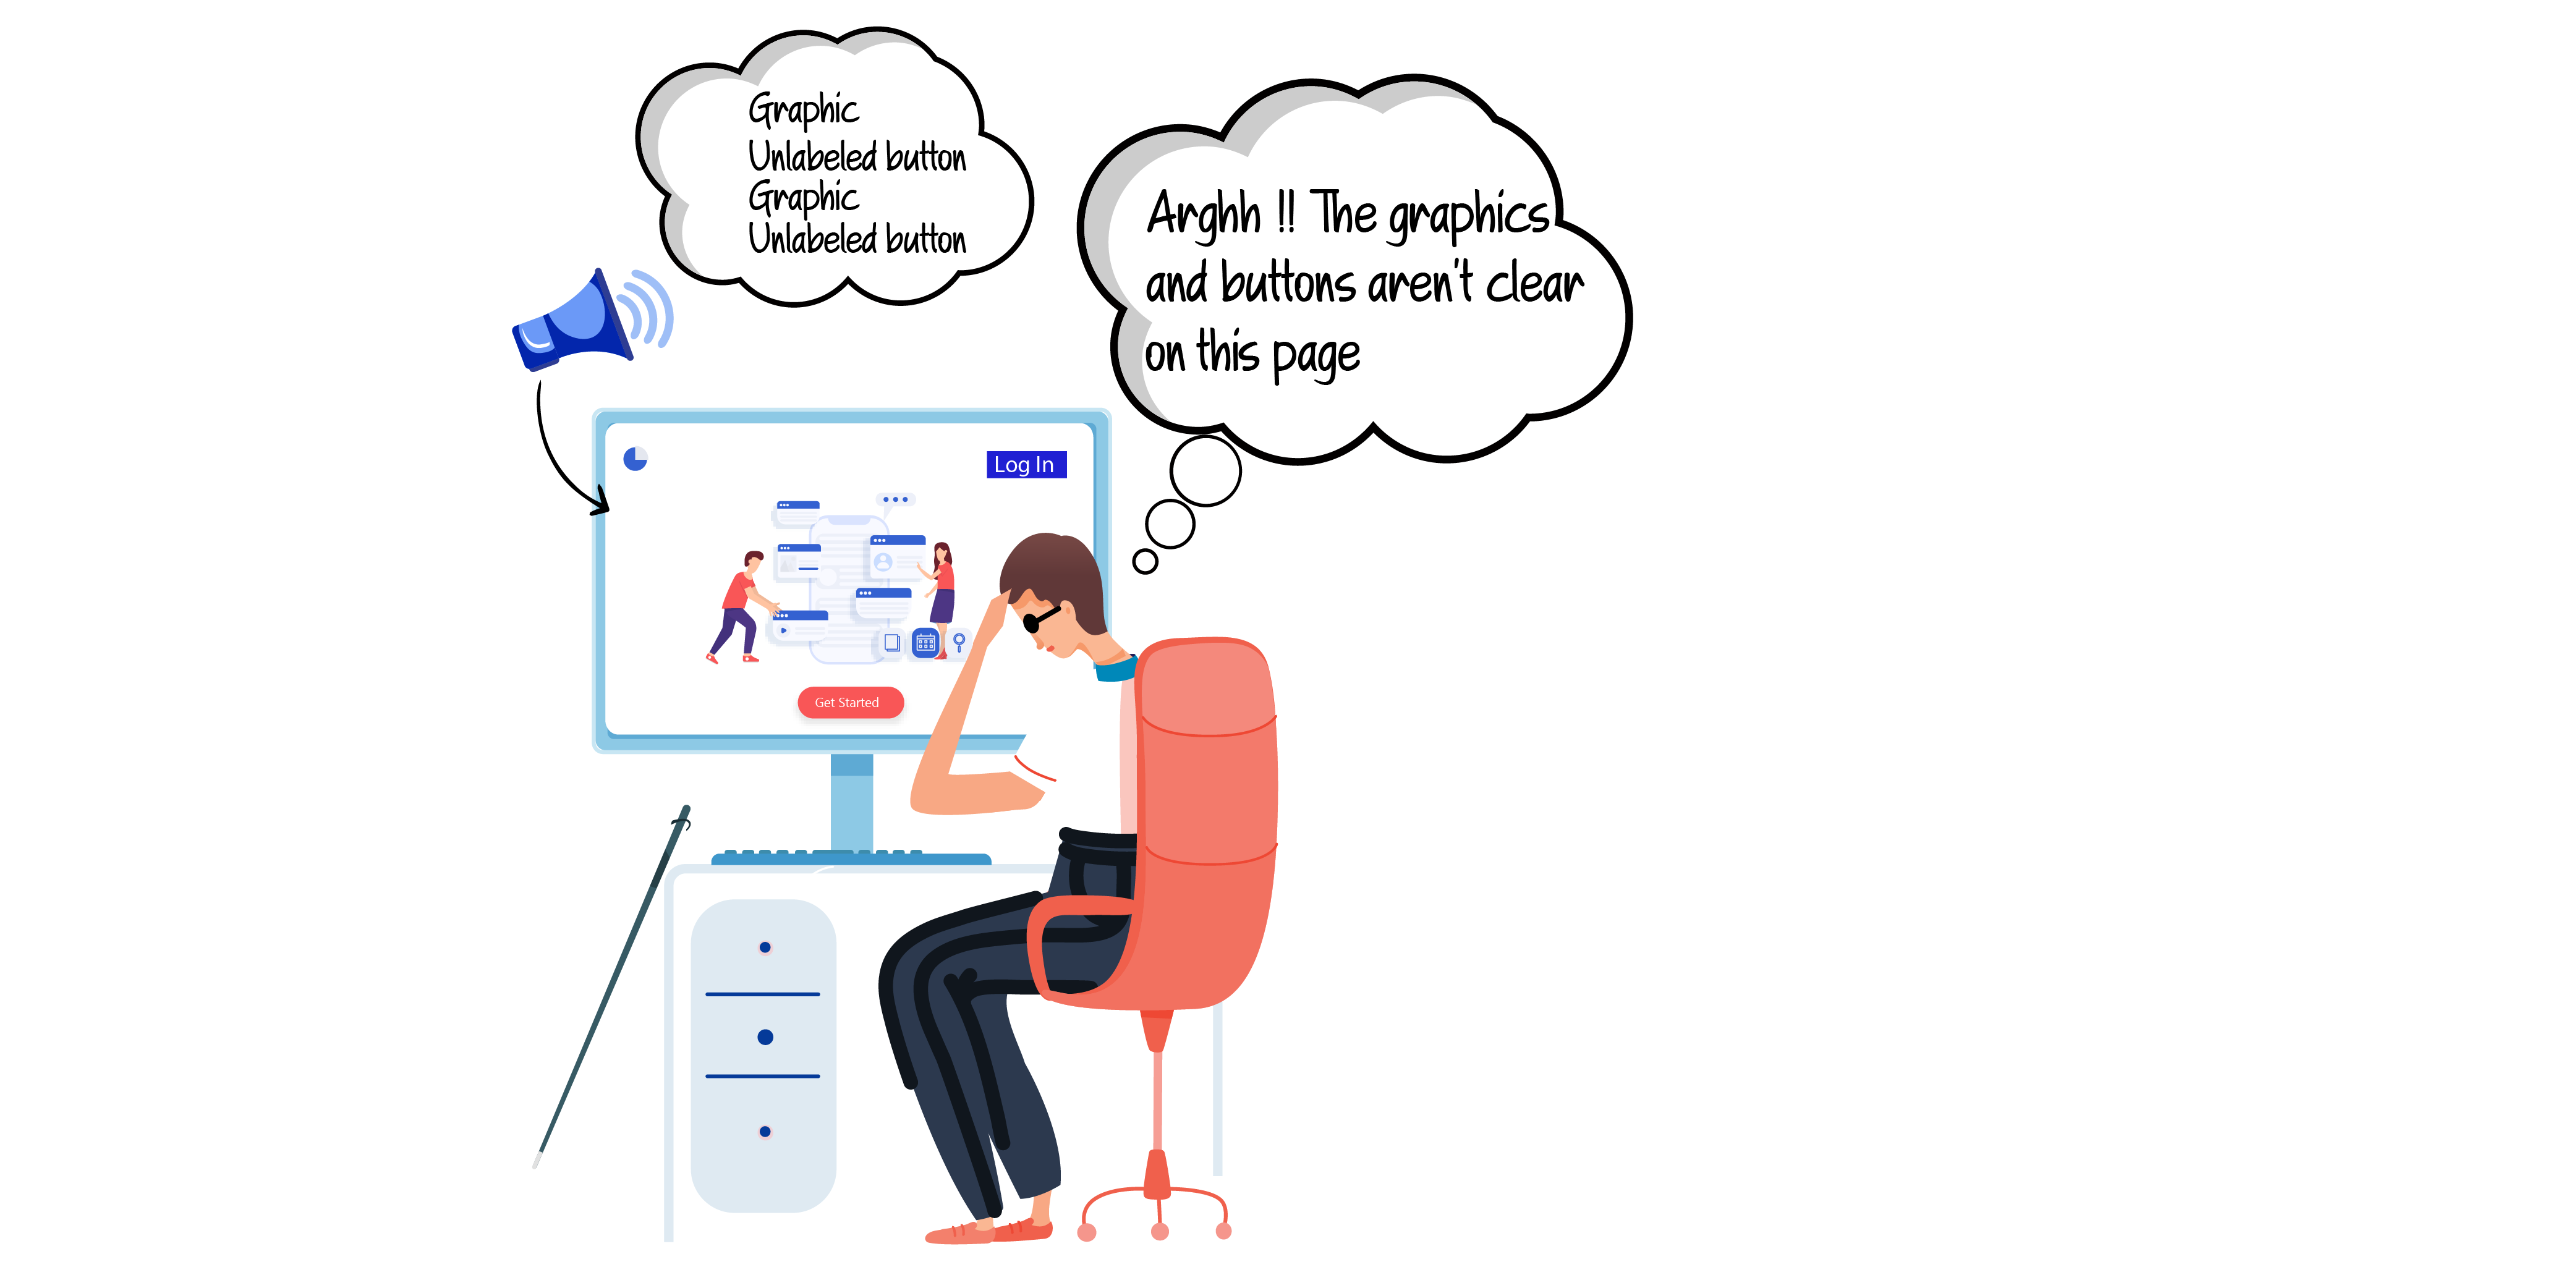 Graphic
Unlabeled button
Graphic
Unlabeled button
Arghh !! The graphics
and buttons aren't clear
on this page
Log In
Get Started